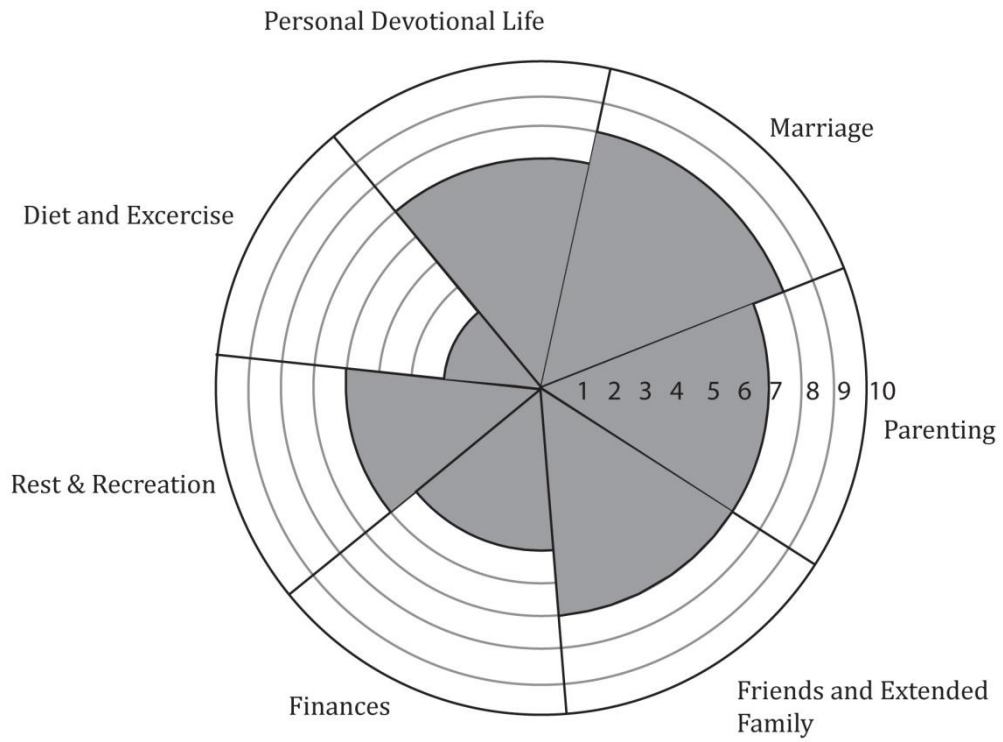 Personal Devotional Life
Marriage
Diet and Excercise
1 2 3 4 5 6 7 8 9 10
Parenting
Rest & Recreation
Finances
Friends and Extended
Family